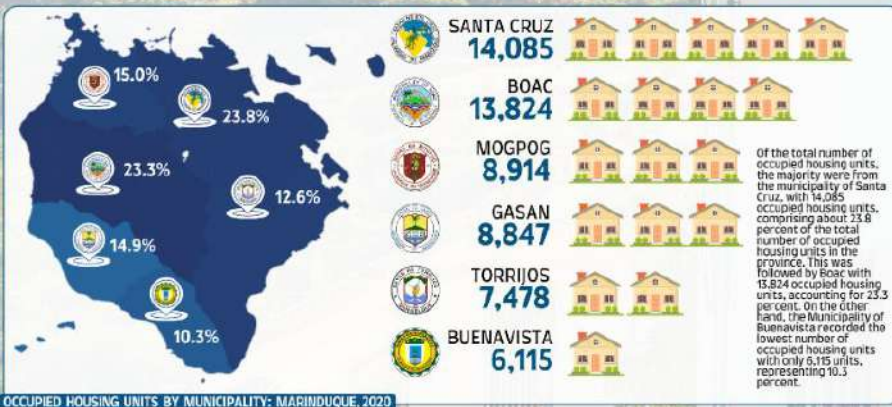 15.0%
23.8%
23.3%
12.6%
14.9%
10.3%
SANTA CRUZ
14,085
BOAC
13,824
MOGPOG
8,914
GASAN
8,847
TORRIJOS
7,478
BUENAVISTA
6,115
Of the total number of
occupied housing units,
the majority were from
the municipality of Santa
Cruz, with 14,085
occupied housing units,
comprising about 23.8
percent of the total
number of occupied
housing units in the
province. This was
followed by Boac with
13,824 occupied housing
units, accounting for 23.3
percent. On the other
hand, the Municipality of
Buenavista recorded the
lowest number of
occupied housing units
with only 6,115 units,
representing 10.3
percent.
OCCUPIED HOUSING UNITS BY MUNICIPALITY: MARINDUQUE, 2020